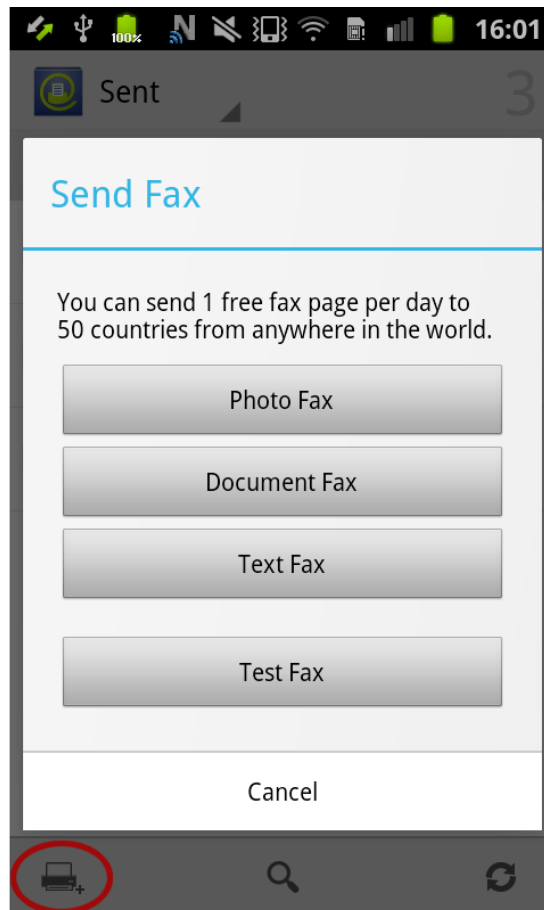 100%
16:01
Sent
3
Send Fax
You can send 1 free fax page per day to
50 countries from anywhere in the world.
Photo Fax
Document Fax
Text Fax
Test Fax
Cancel